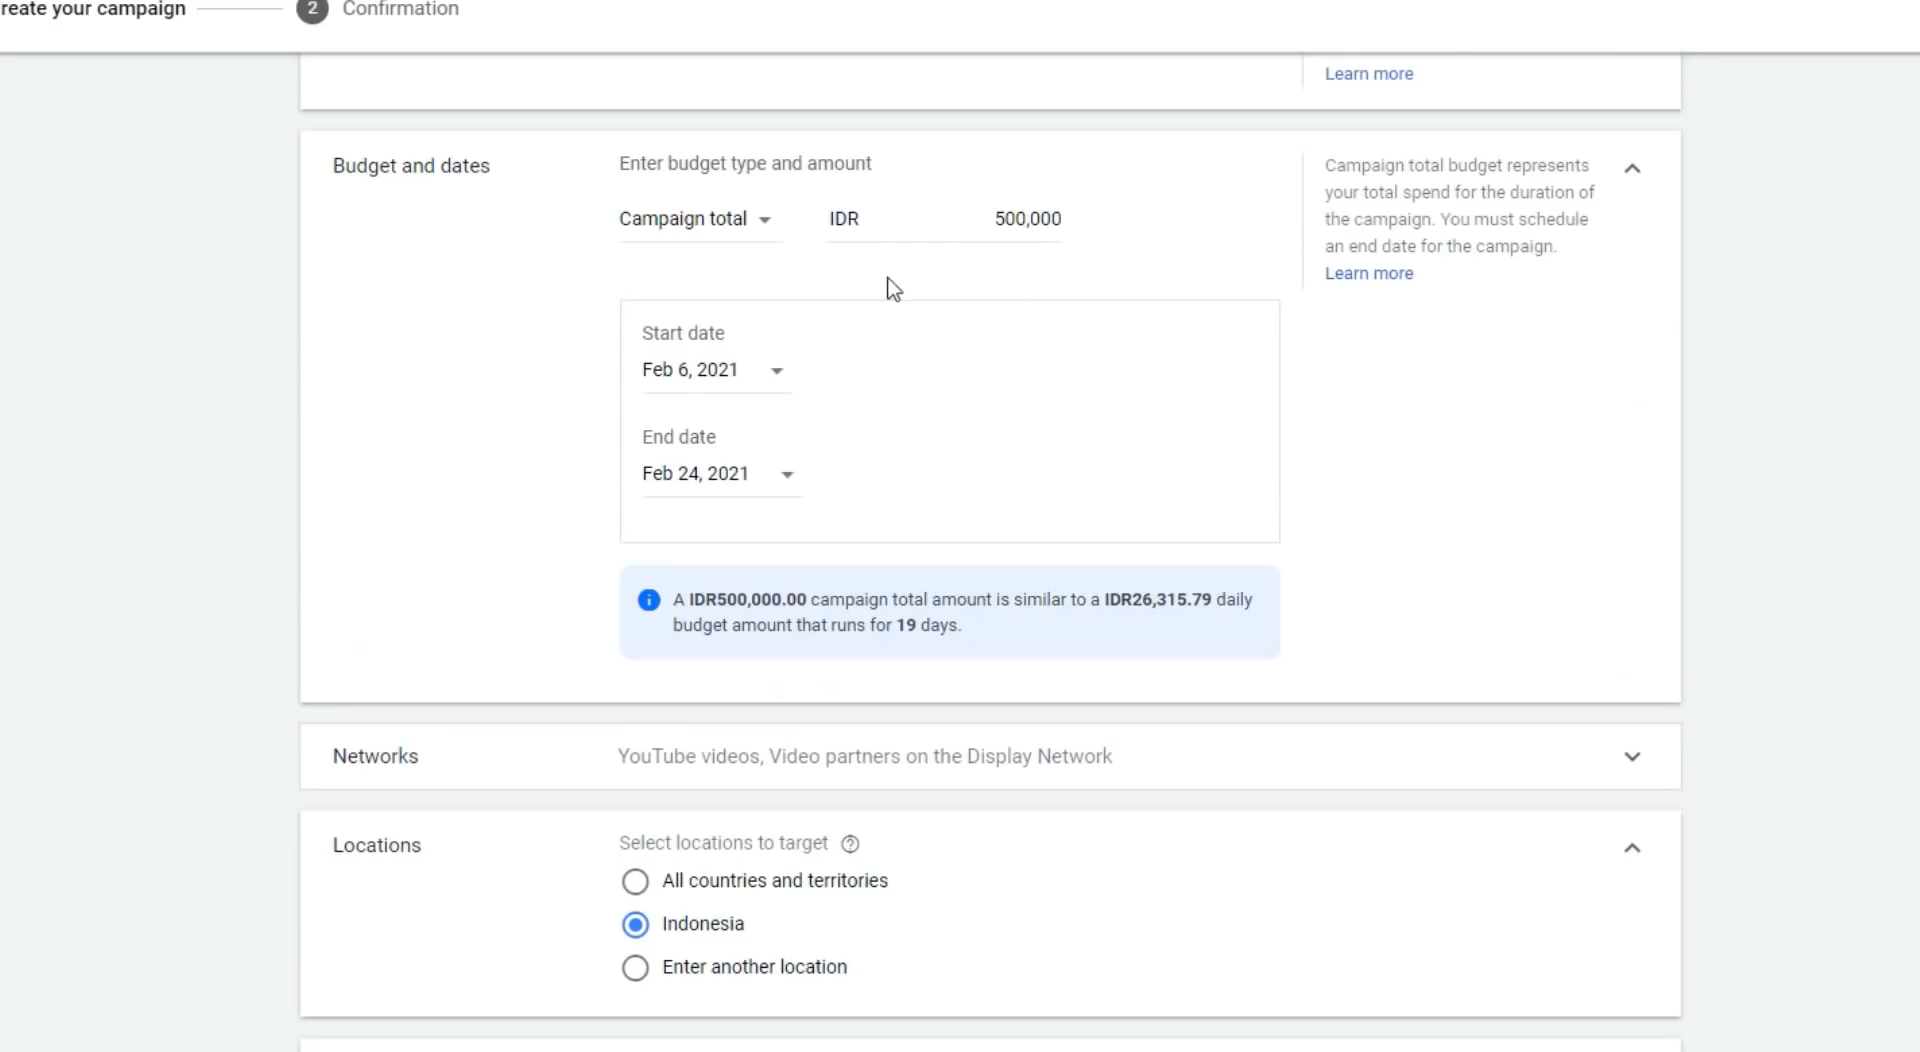 reate your campaign
2 Confirmation
Learn more
Budget and dates
Enter budget type and amount
Campaign total
IDR 500,000
Campaign total budget represents
your total spend for the duration of
the campaign. You must schedule
an end date for the campaign.
Learn more
Start date
Feb 6, 2021
End date
Feb 24, 2021
A IDR500,000.00 campaign total amount is similar to a IDR26,315.79 daily
budget amount that runs for 19 days.
Networks
YouTube videos, Video partners on the Display Network
Locations
Select locations to target
All countries and territories
Indonesia
Enter another location